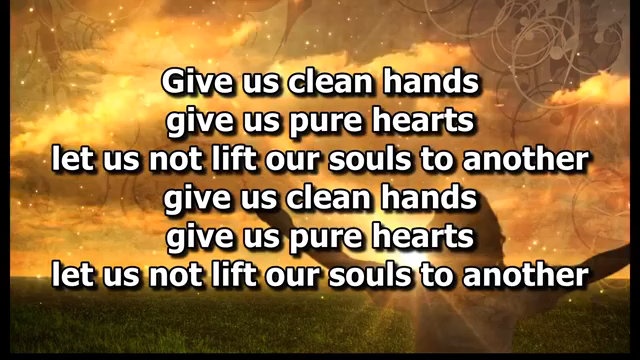 Give us clean hands
give us pure hearts
let us not lift our souls to another
give us clean hands
give us pure hearts
let us not lift our souls to another